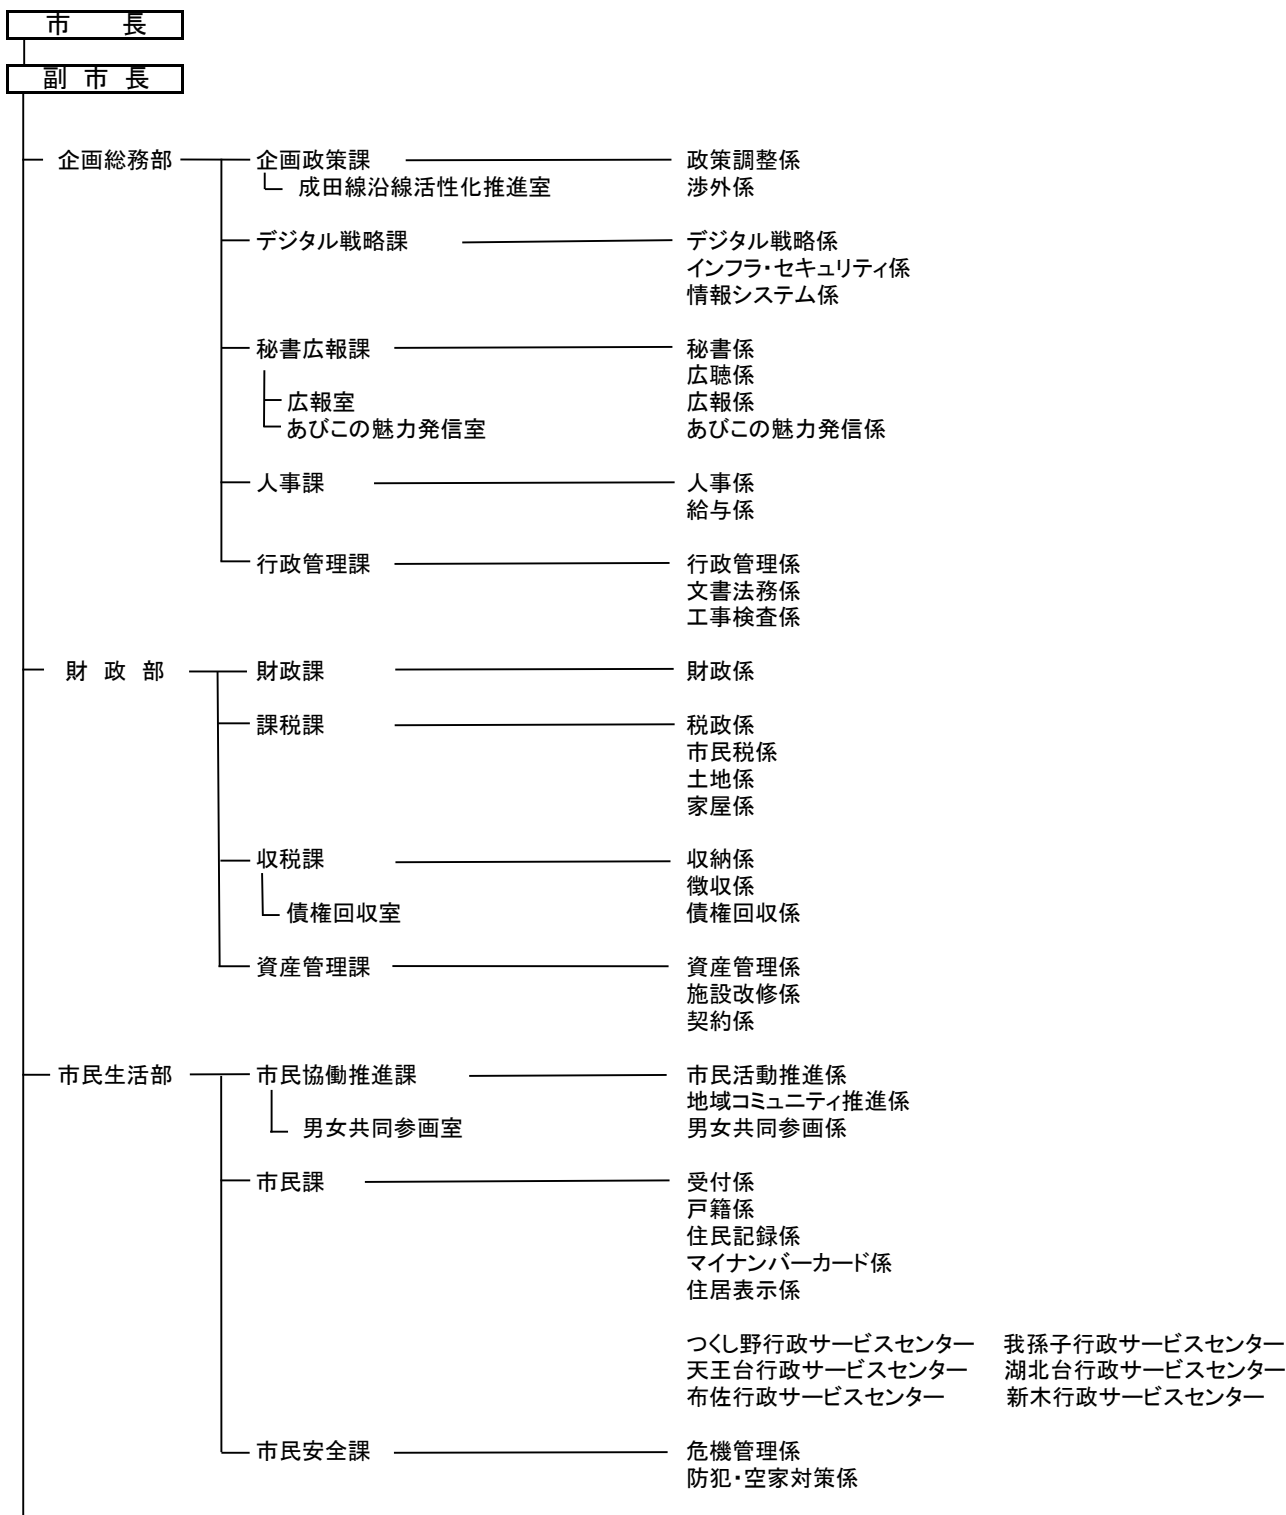 市　　長
副 市 長
企画総務部　企画政策課　政策調整係
成田線沿線活性化推進室　渉外係
デジタル戦略課　デジタル戦略係
インフラ・セキュリティ係
情報システム係
秘書広報課　秘書係
広聴係
広報室　広報係
あびこの魅力発信室　あびこの魅力発信係
人事課　人事係
給与係
行政管理課　行政管理係
文書法務係
工事検査係
財 政 部　財政課　財政係
課税課　税政係
市民税係
土地係
家屋係
収税課　収納係
徴収係
債権回収室　債権回収係
資産管理課　資産管理係
施設改修係
契約係
市民生活部　市民協働推進課　市民活動推進係
地域コミュニティ推進係
男女共同参画室　男女共同参画係
市民課　受付係
戸籍係
住民記録係
マイナンバーカード係
住居表示係
つくし野行政サービスセンター　我孫子行政サービスセンター
天王台行政サービスセンター　湖北台行政サービスセンター
布佐行政サービスセンター　新木行政サービスセンター
市民安全課　危機管理係
防犯・空家対策係